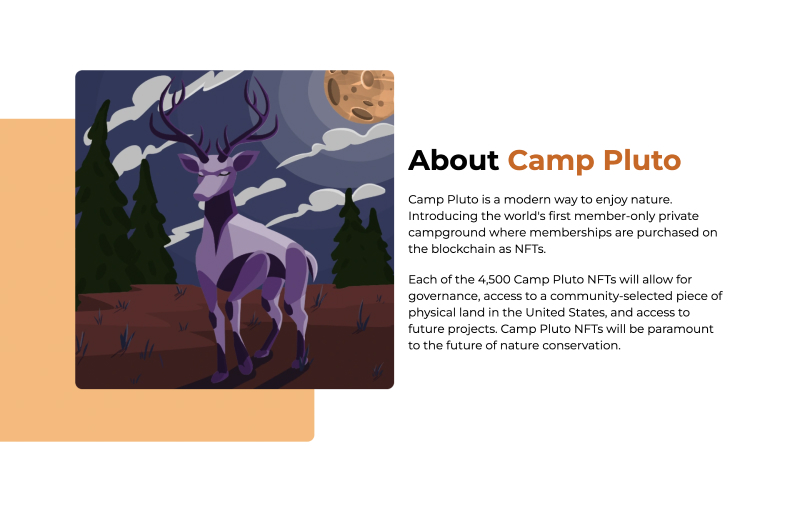 About Camp Pluto
Camp Pluto is a modern way to enjoy nature.
Introducing the world's first member-only private
campground where memberships are purchased on
the blockchain as NFTs.
Each of the 4,500 Camp Pluto NFTs will allow for
governance, access to a community-selected piece of
physical land in the United States, and access to
future projects. Camp Pluto NFTs will be paramount
to the future of nature conservation.